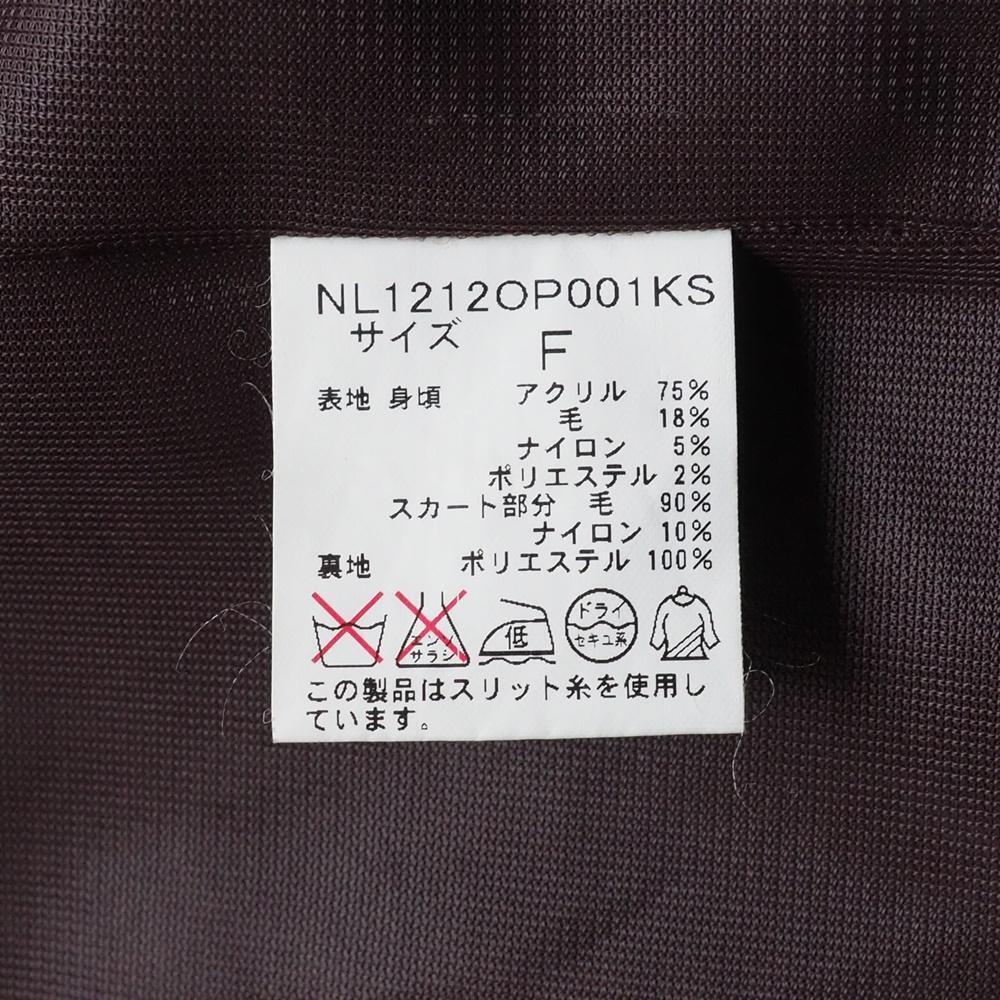 NL1212OP001KS
サイズ F
表地 身頃 アクリル 75%
毛 18%
ナイロン 5%
ポリエステル 2%
スカート部分 毛 90%
ナイロン 10%
裏地 ポリエステル 100%
エンソ
サラシ
低
ドライ
セキユ系
この製品はスリット糸を使用し
ています。